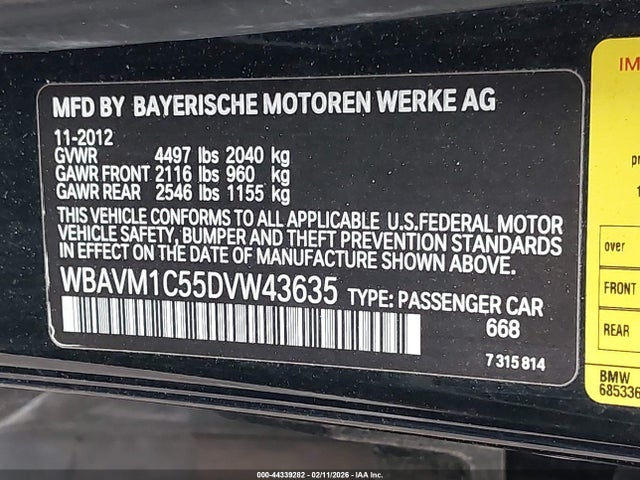 MFD BY BAYERISCHE MOTOREN WERKE AG
11-2012
GVWR 4497 lbs 2040 kg
GAWR FRONT 2116 lbs 960 kg
GAWR REAR 2546 lbs 1155 kg
THIS VEHICLE CONFORMS TO ALL APPLICABLE U.S.FEDERAL MOTOR
VEHICLE SAFETY, BUMPER AND THEFT PREVENTION STANDARDS
IN EFFECT ON THE DATE OF MANUFACTURE SHOWN ABOVE.
WBAVM1C55DVW43635 TYPE: PASSENGER CAR
668
7 315 814
over
FRONT
REAR
BMW
000-44339282 - 02/11/2026 - IAA Inc.